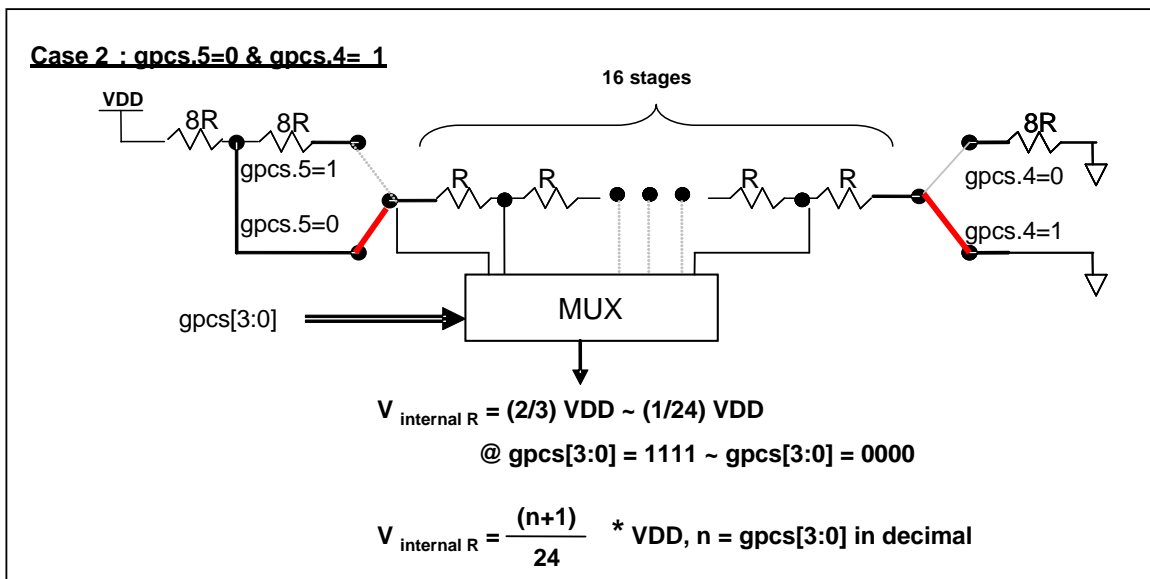 Case 2 : gpcs.5=0 & gpcs.4= 1
16 stages
VDD
8R 8R 8R
gpcs.5=1 R R R R gpcs.4=0
gpcs.5=0 gpcs.4=1
gpcs[3:0] MUX
V internal R = (2/3) VDD ~ (1/24) VDD
@ gpcs[3:0] = 1111 ~ gpcs[3:0] = 0000
V internal R = (n+1) / 24 * VDD, n = gpcs[3:0] in decimal